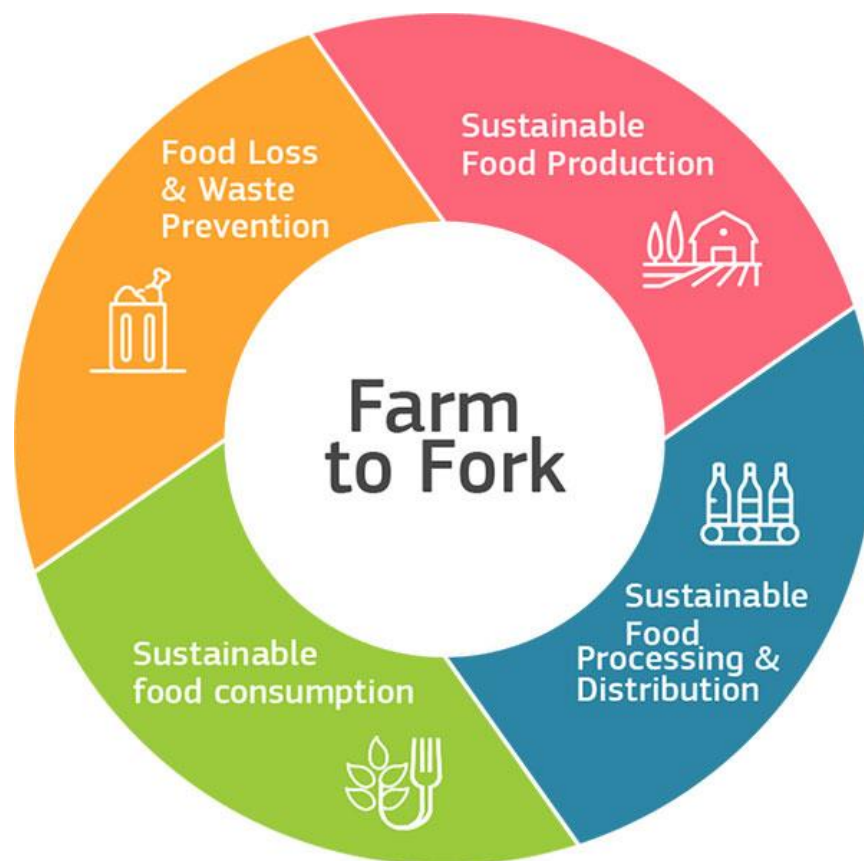 Sustainable
Food Production
Food Loss
& Waste
Prevention
Farm
to Fork
Sustainable
Food
Processing &
Distribution
Sustainable
food consumption